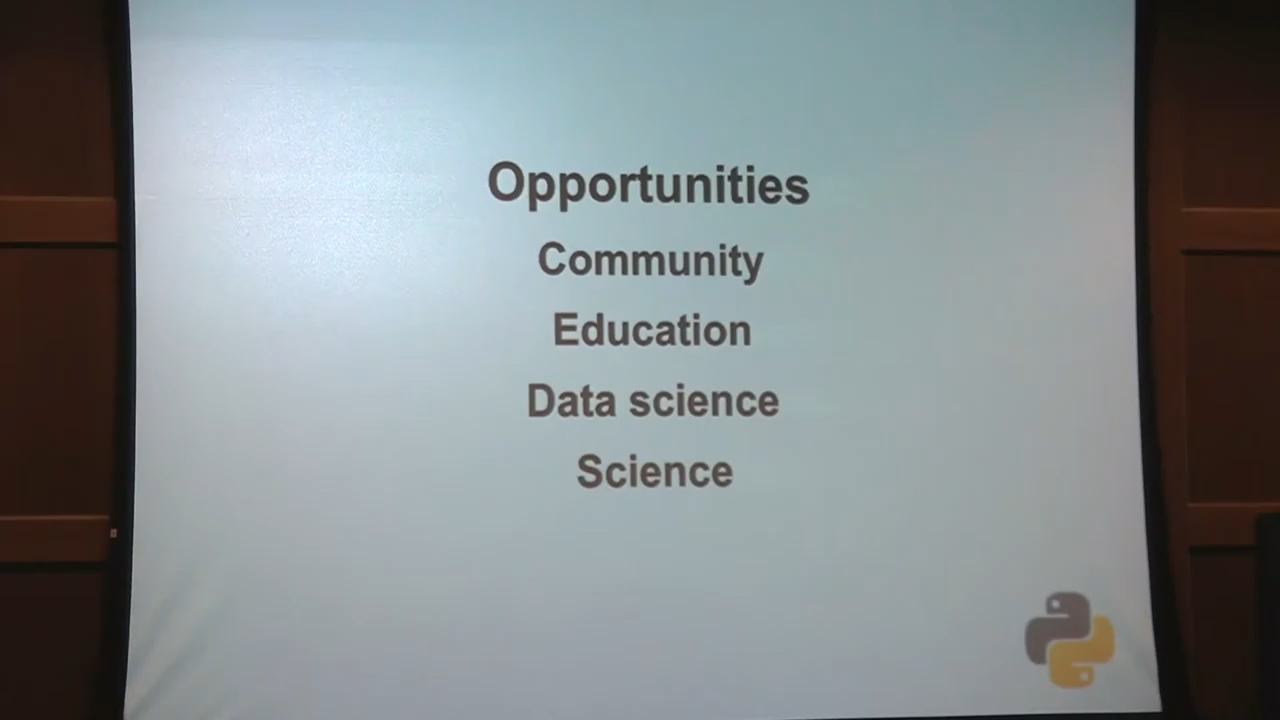 Opportunities
Community
Education
Data science
Science